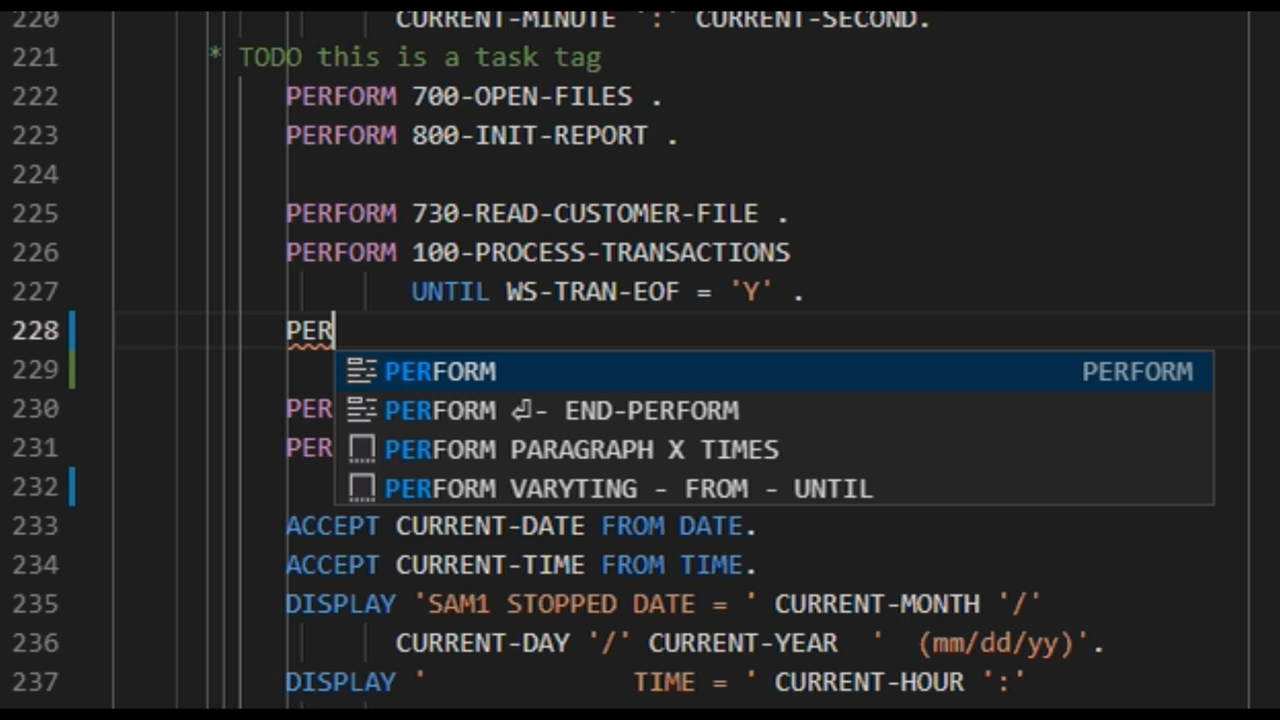 220 CURRENT-MINUTE ':' CURRENT-SECOND.
221 * TODO this is a task tag
222 PERFORM 700-OPEN-FILES .
223 PERFORM 800-INIT-REPORT .
224
225 PERFORM 730-READ-CUSTOMER-FILE .
226 PERFORM 100-PROCESS-TRANSACTIONS
227 UNTIL WS-TRAN-EOF = 'Y' .
228 PER
229 PERFORM PERFORM
230 PER PERFORM ⏎- END-PERFORM
231 PER PERFORM PARAGRAPH X TIMES
232 PERFORM VARYTING - FROM - UNTIL
233 ACCEPT CURRENT-DATE FROM DATE.
234 ACCEPT CURRENT-TIME FROM TIME.
235 DISPLAY 'SAM1 STOPPED DATE = ' CURRENT-MONTH '/'
236 CURRENT-DAY '/' CURRENT-YEAR '  (mm/dd/yy)'.
237 DISPLAY '             TIME = ' CURRENT-HOUR ':'